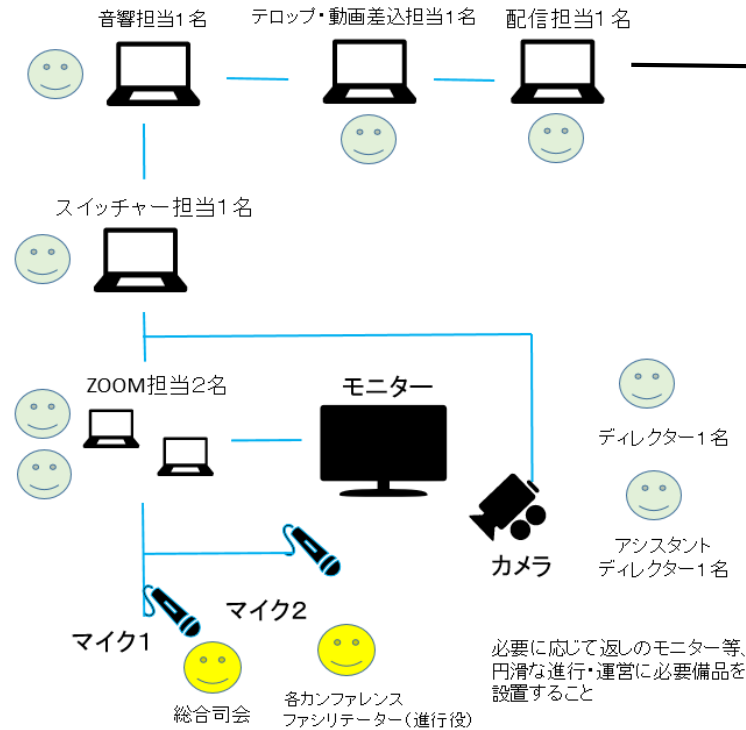 音響担当1名
テロップ・動画差込担当1名
配信担当1名
スイッチャー担当1名
ZOOM担当2名
モニター
ディレクター1名
カメラ
アシスタント
ディレクター1名
マイク1
マイク2
総合司会
各カンファレンス
ファシリテーター(進行役)
必要に応じて返しのモニター等、
円滑な進行・運営に必要備品を
設置すること